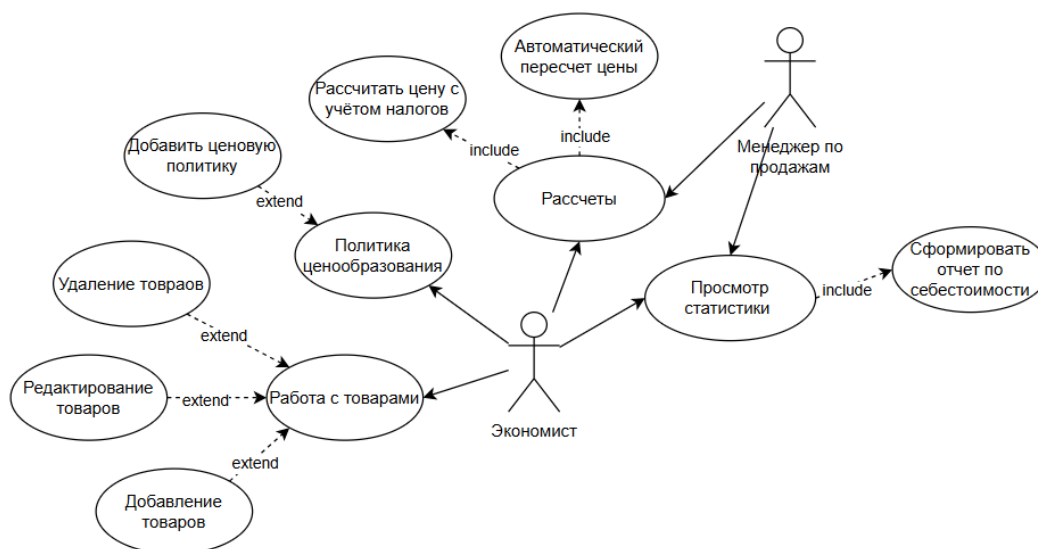 Автоматический
пересчет цены
Рассчитать цену с
учётом налогов
include
include
Менеджер по
продажам
Добавить ценовую
политику
extend
Рассчеты
Политика
ценообразования
Удаление товраов
extend
Просмотр
статистики
include
Сформировать
отчет по
себестоимости
Редактирование
товаров
extend
Работа с товарами
Экономист
extend
Добавление
товаров